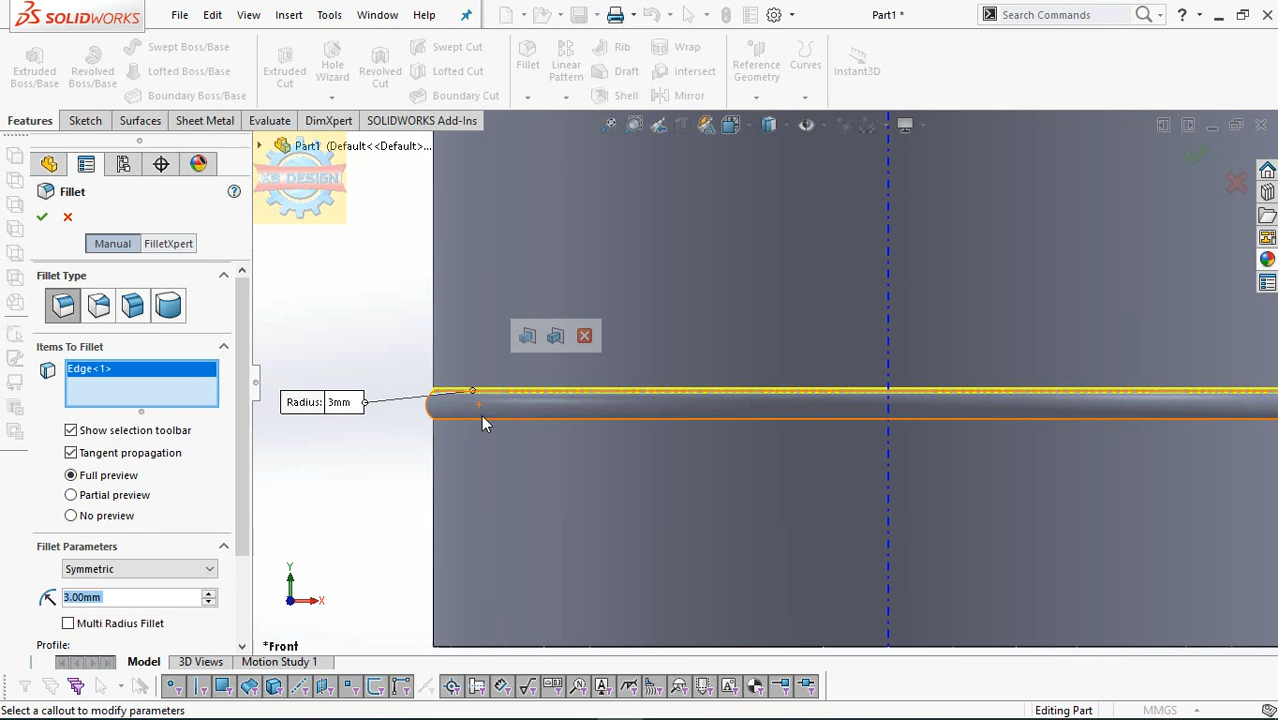 SOLIDWORKS File Edit View Insert Tools Window Help Part1 * Search Commands
Extruded Boss/Base Revolved Boss/Base Swept Boss/Base Lofted Boss/Base Boundary Boss/Base Extruded Cut Hole Wizard Revolved Cut Swept Cut Lofted Cut Boundary Cut Fillet Linear Pattern Rib Draft Shell Wrap Intersect Mirror Reference Geometry Curves Instant3D
Features Sketch Surfaces Sheet Metal Evaluate DimXpert SOLIDWORKS Add-Ins
Part1 (Default<<Default>...
KS DESIGN
Fillet
Manual FilletXpert
Fillet Type
Items To Fillet
Edge<1>
Radius: 3mm
Show selection toolbar
Tangent propagation
Full preview
Partial preview
No preview
Fillet Parameters
Symmetric
3.00mm
Multi Radius Fillet
Profile:
Y
X
*Front
Model 3D Views Motion Study 1
Select a callout to modify parameters Editing Part MMGS